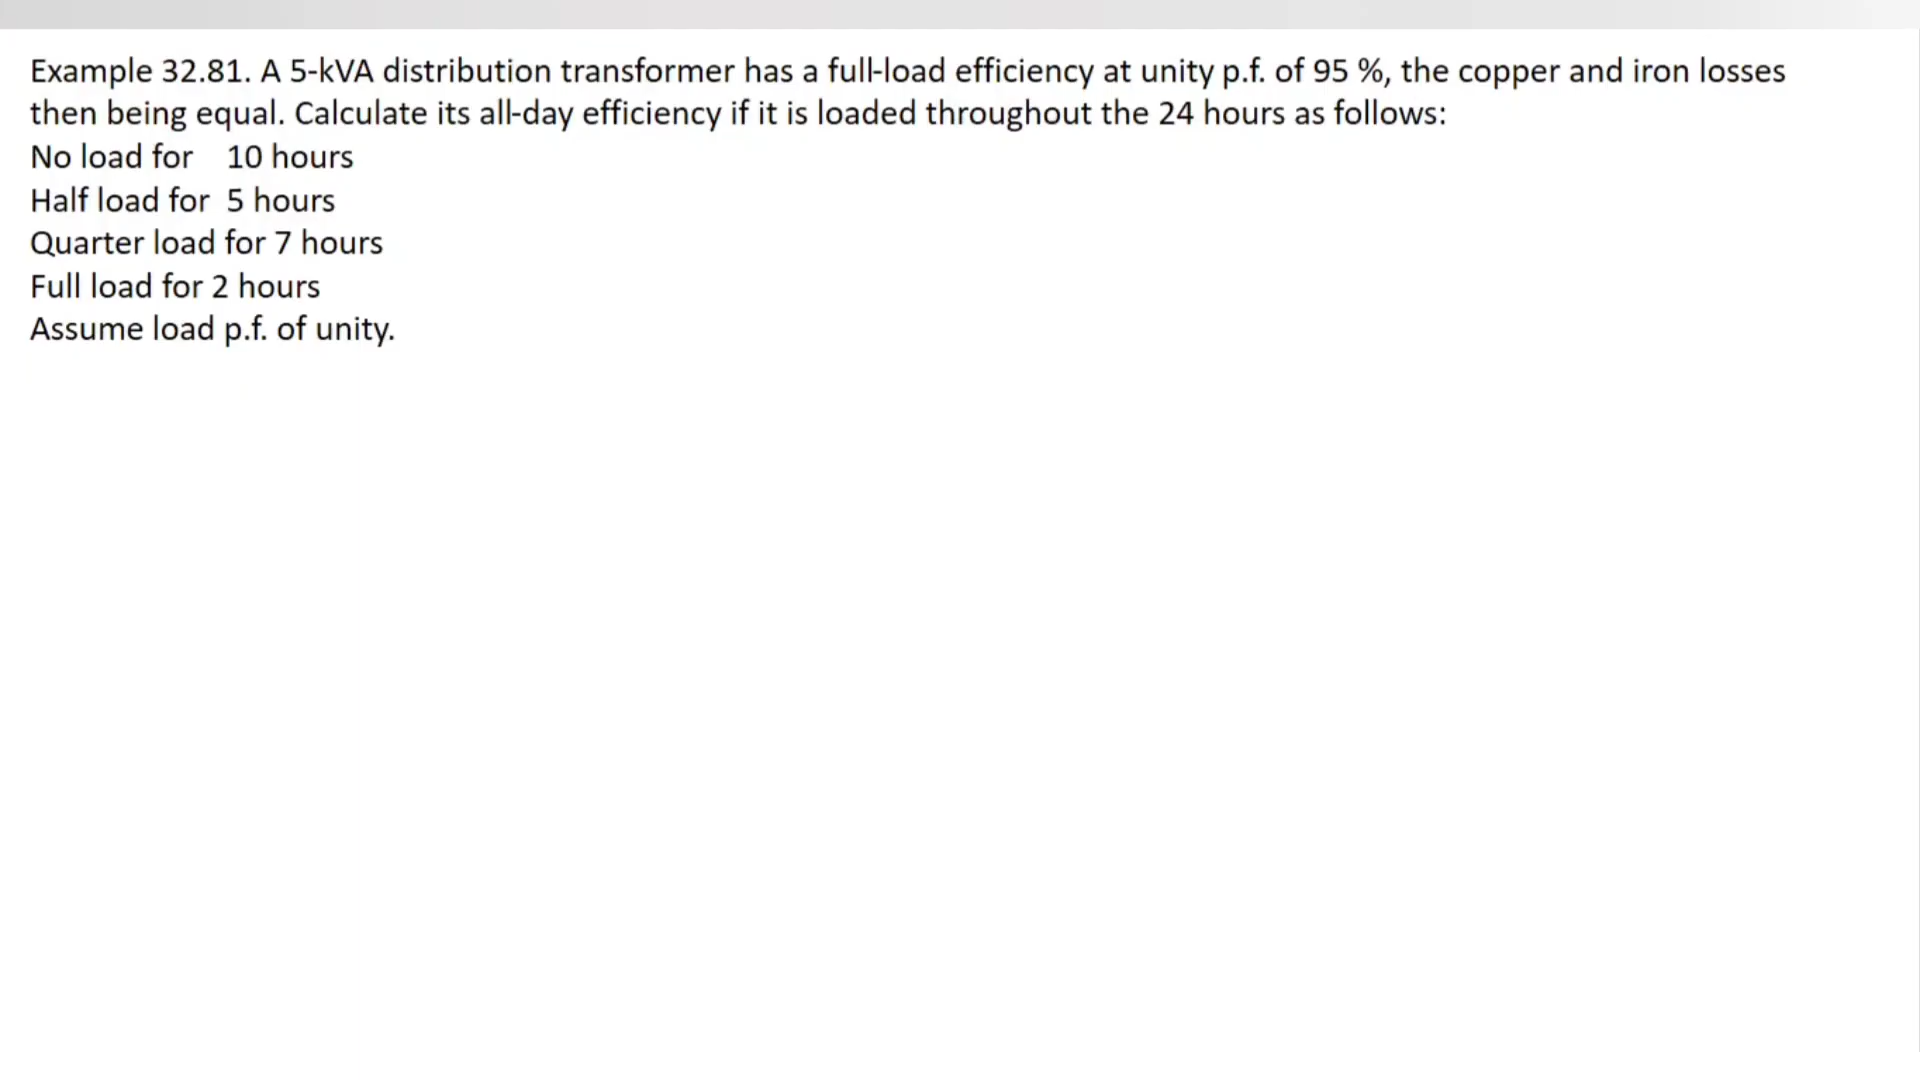 Example 32.81. A 5-kVA distribution transformer has a full-load efficiency at unity p.f. of 95 %, the copper and iron losses
then being equal. Calculate its all-day efficiency if it is loaded throughout the 24 hours as follows:
No load for 10 hours
Half load for 5 hours
Quarter load for 7 hours
Full load for 2 hours
Assume load p.f. of unity.